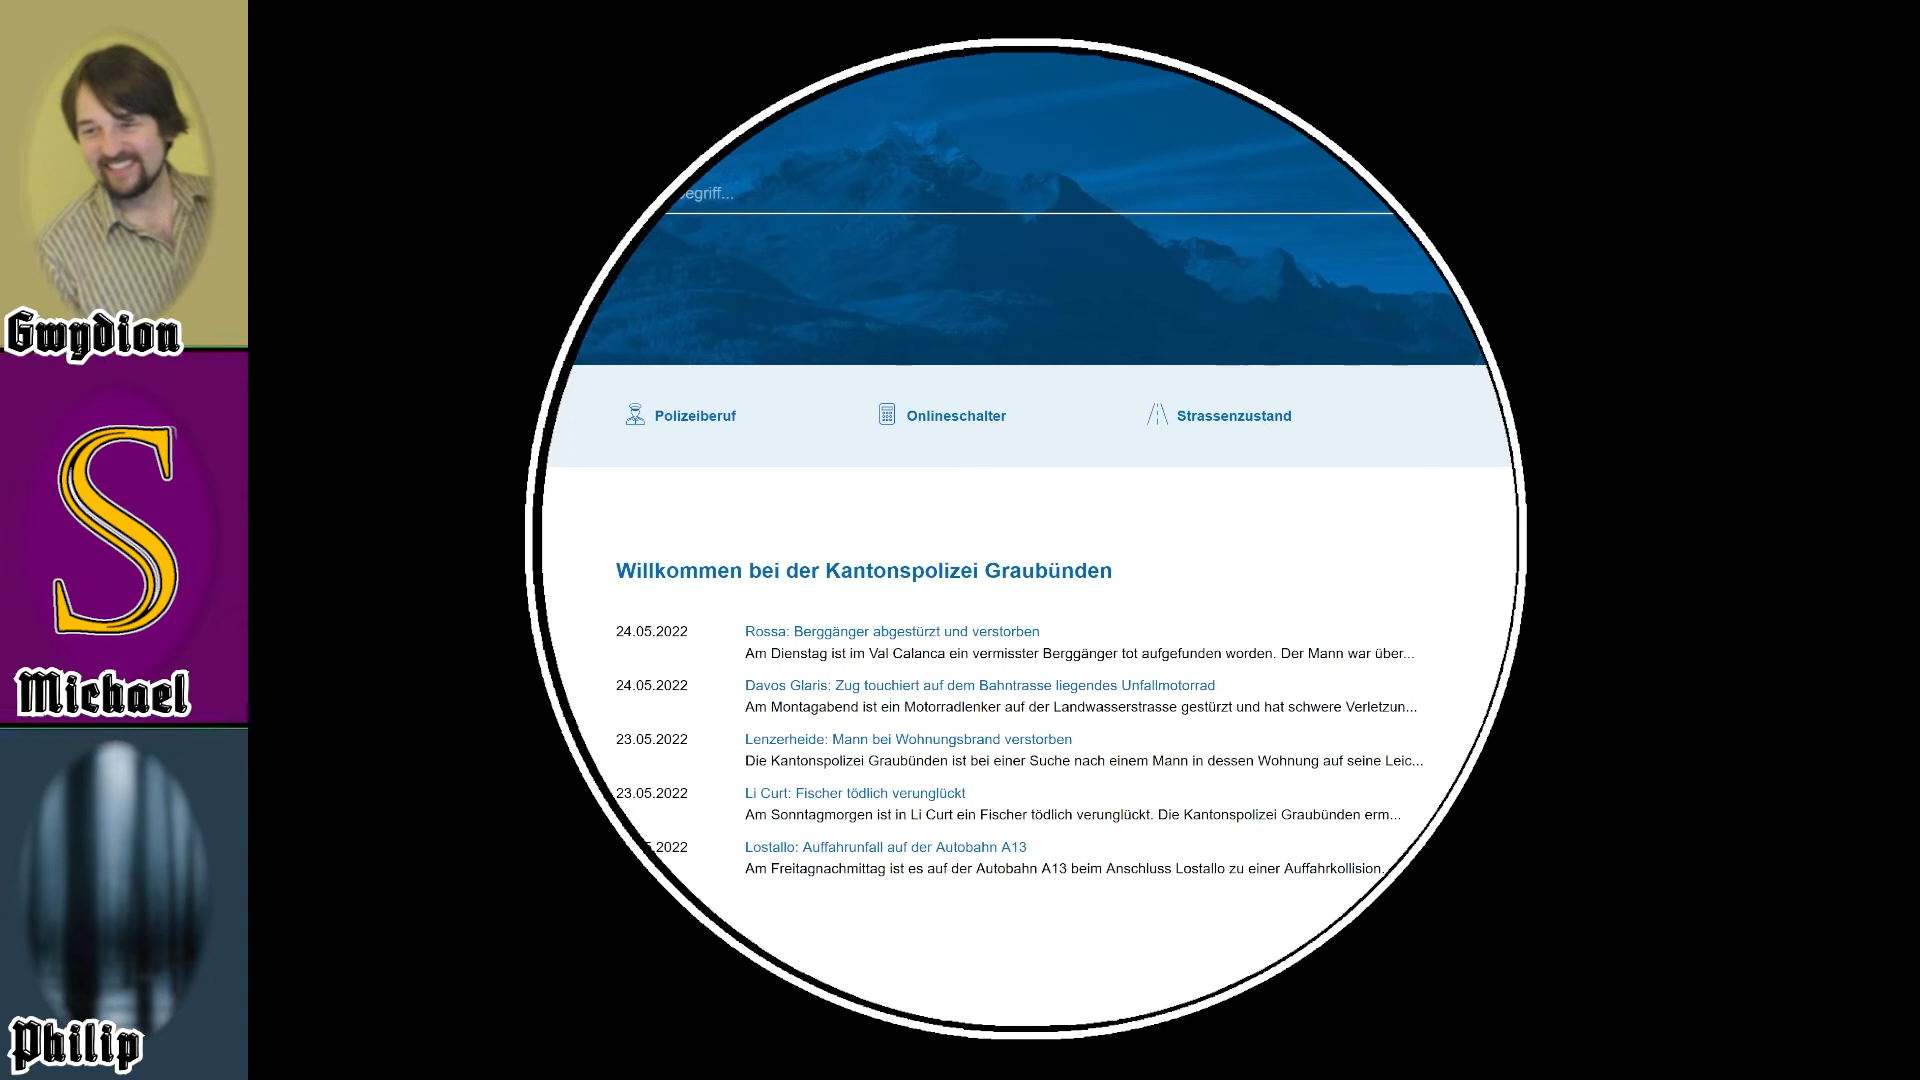 Gwydion
S
Michael
Philip
egriff...
Polizeiberuf
Onlineschalter
Strassenzustand
Willkommen bei der Kantonspolizei Graubünden
24.05.2022
Rossa: Berggänger abgestürzt und verstorben
Am Dienstag ist im Val Calanca ein vermisster Berggänger tot aufgefunden worden. Der Mann war über...
24.05.2022
Davos Glaris: Zug touchiert auf dem Bahntrasse liegendes Unfallmotorrad
Am Montagabend ist ein Motorradlenker auf der Landwasserstrasse gestürzt und hat schwere Verletzun...
23.05.2022
Lenzerheide: Mann bei Wohnungsbrand verstorben
Die Kantonspolizei Graubünden ist bei einer Suche nach einem Mann in dessen Wohnung auf seine Leic...
23.05.2022
Li Curt: Fischer tödlich verunglückt
Am Sonntagmorgen ist in Li Curt ein Fischer tödlich verunglückt. Die Kantonspolizei Graubünden erm...
.2022
Lostallo: Auffahrunfall auf der Autobahn A13
Am Freitagnachmittag ist es auf der Autobahn A13 beim Anschluss Lostallo zu einer Auffahrkollision..